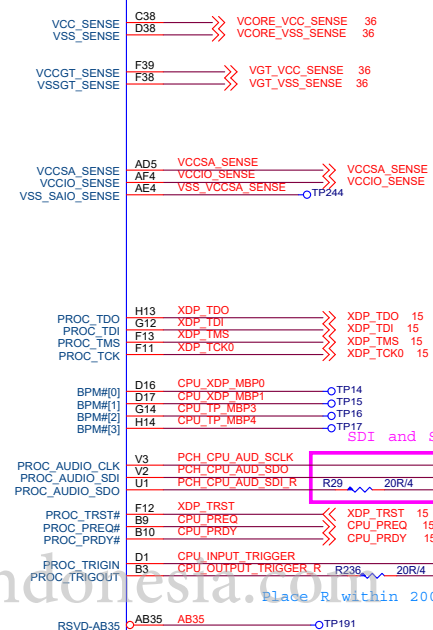 VCC_SENSE C38 VCORE_VCC_SENSE 36
VSS_SENSE D38 VCORE_VSS_SENSE 36
VCCGT_SENSE F39 VGT_VCC_SENSE 36
VSSGT_SENSE F38 VGT_VSS_SENSE 36
VCCSA_SENSE AD5 VCCSA_SENSE VCCSA_SENSE
VCCIO_SENSE AF4 VCCIO_SENSE VCCIO_SENSE
VSS_SAIO_SENSE AE4 VSS_VCCSA_SENSE TP244
PROC_TDO H13 XDP_TDO XDP_TDO 15
PROC_TDI G12 XDP_TDI XDP_TDI 15
PROC_TMS F13 XDP_TMS XDP_TMS 15
PROC_TCK F11 XDP_TCK0 XDP_TCK0 15
BPM#[0] D16 CPU_XDP_MBP0 TP14
BPM#[1] D17 CPU_XDP_MBP1 TP15
BPM#[2] G14 CPU_TP_MBP3 TP16
BPM#[3] H14 CPU_TP_MBP4 TP17
SDI and S
PROC_AUDIO_CLK V3 PCH_CPU_AUD_SCLK
PROC_AUDIO_SDI V2 PCH_CPU_AUD_SDO
PROC_AUDIO_SDO U1 PCH_CPU_AUD_SDI_R R29 20R/4
PROC_TRST# F12 XDP_TRST XDP_TRST 15
PROC_PREQ# B9 CPU_PREQ CPU_PREQ 15
PROC_PRDY# B10 CPU_PRDY CPU_PRDY 15
PROC_TRIGIN D1 CPU_INPUT_TRIGGER
PROC_TRIGOUT B3 CPU_OUTPUT_TRIGGER_R R236 20R/4
ndonesia.com
Place R within 200
RSVD-AB35 AB35 AB35 TP191